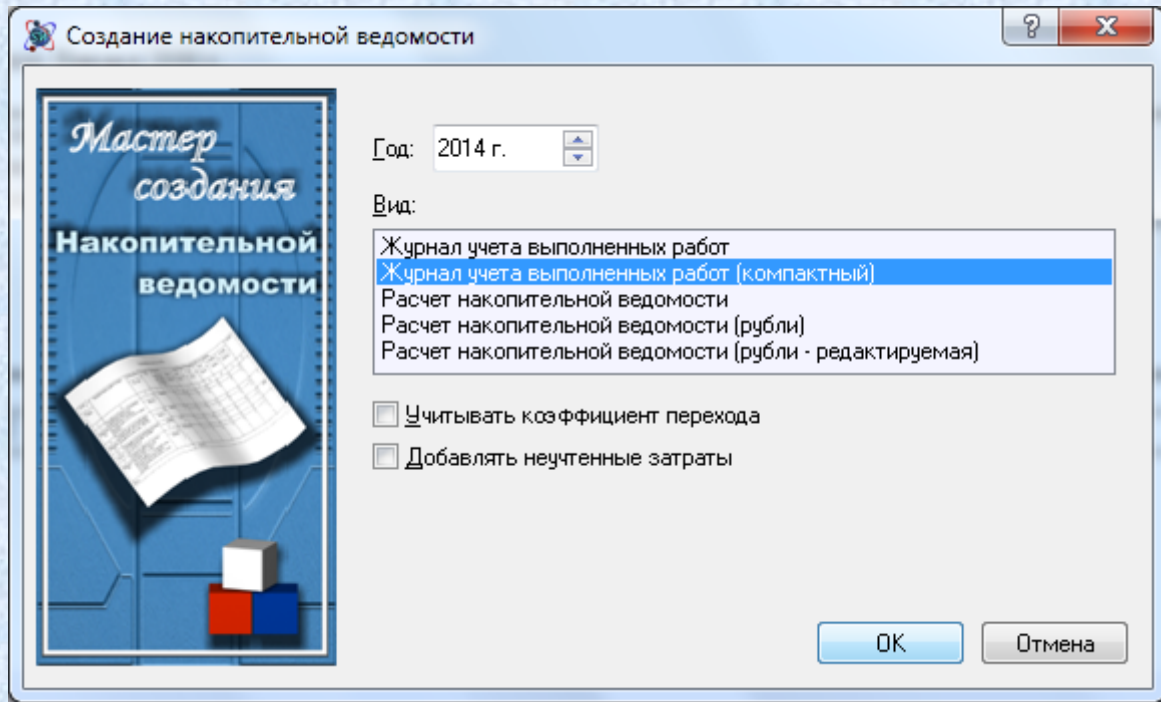 Создание накопительной ведомости
Мастер
создания
Накопительной
ведомости
Год: 2014 г.
Вид:
Журнал учета выполненных работ
Журнал учета выполненных работ (компактный)
Расчет накопительной ведомости
Расчет накопительной ведомости (рубли)
Расчет накопительной ведомости (рубли - редактируемая)
Учитывать коэффициент перехода
Добавлять неучтенные затраты
OK Отмена